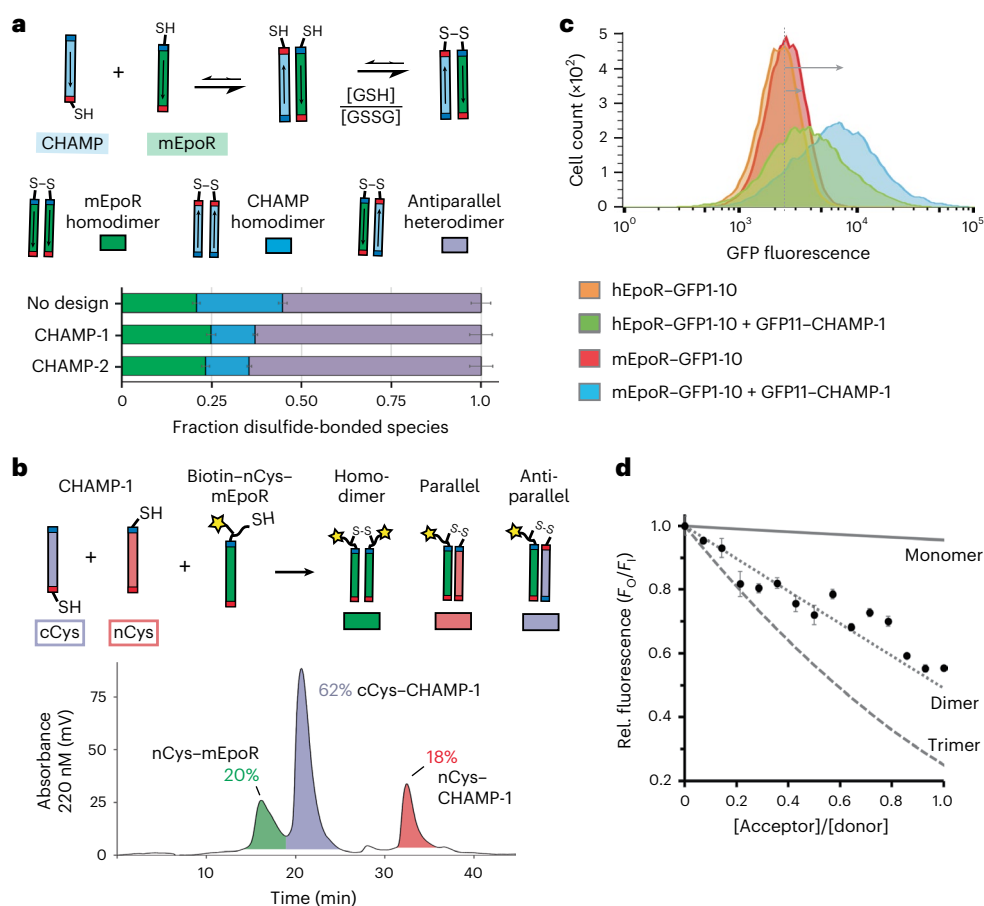 a
SH
SH
SH SH
S–S
+
[GSH]
[GSSG]
SH
CHAMP
mEpoR
S–S
mEpoR
homodimer
S–S
CHAMP
homodimer
S–S
Antiparallel
heterodimer
No design
CHAMP-1
CHAMP-2
0 0.25 0.50 0.75 1.0
Fraction disulfide-bonded species
b
CHAMP-1
Biotin–nCys–
mEpoR
Homo-
dimer
Parallel
Anti-
parallel
SH
SH
S-S
S-S
S-S
+
+
SH
cCys
nCys
75
50
25
0
Absorbance
220 nM (mV)
62% cCys–CHAMP-1
nCys–mEpoR
20%
18%
nCys–
CHAMP-1
10 20 30 40
Time (min)
c
5
4
3
2
1
0
Cell count (×10²)
10⁰ 10³ 10⁴ 10⁵
GFP fluorescence
hEpoR–GFP1-10
hEpoR–GFP1-10 + GFP11–CHAMP-1
mEpoR–GFP1-10
mEpoR–GFP1-10 + GFP11–CHAMP-1
d
1.0
0.8
0.6
0.4
0.2
Rel. fluorescence (F₀/Fᵢ)
Monomer
Dimer
Trimer
0 0.2 0.4 0.6 0.8 1.0
[Acceptor]/[donor]